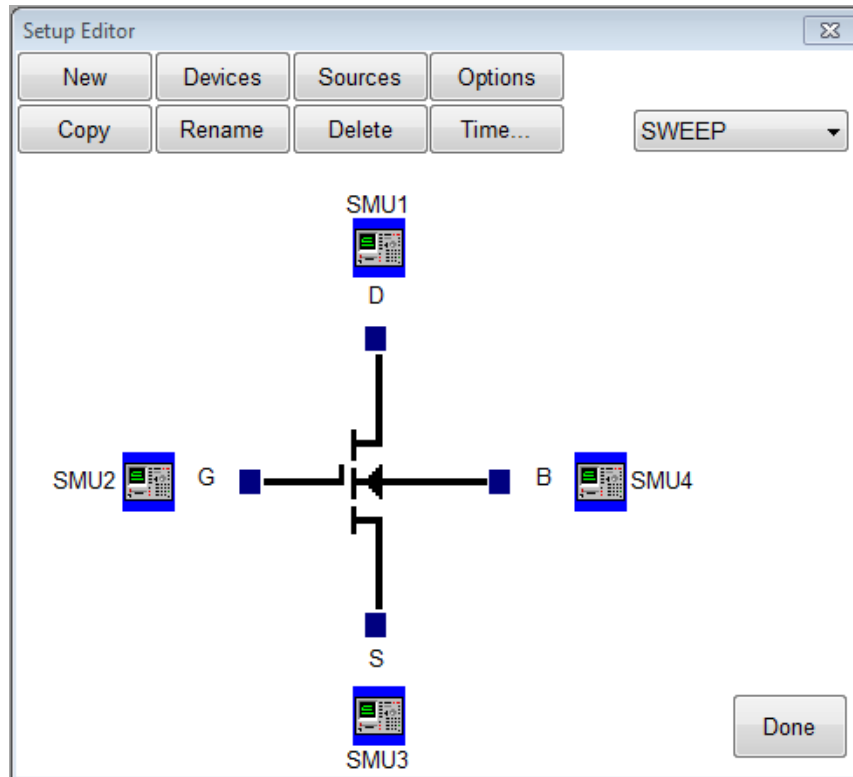 Setup Editor
New Devices Sources Options
Copy Rename Delete Time... SWEEP
SMU1
D
SMU2 G B SMU4
S
SMU3
Done